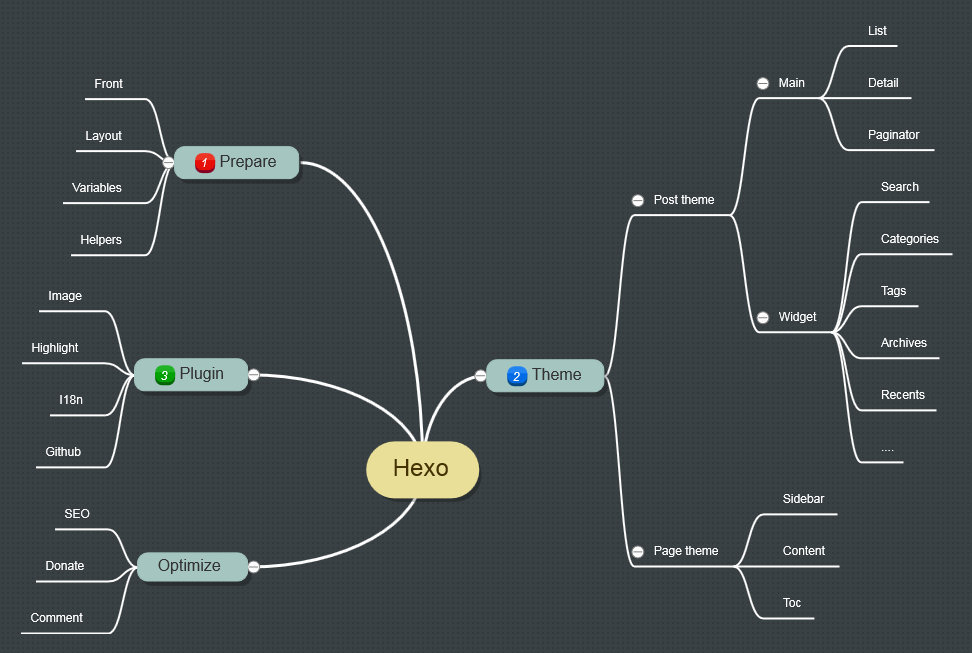 Hexo
1 Prepare
Front
Layout
Variables
Helpers
2 Theme
Post theme
Main
List
Detail
Paginator
Widget
Search
Categories
Tags
Archives
Recents
....
Page theme
Sidebar
Content
Toc
3 Plugin
Image
Highlight
I18n
Github
Optimize
SEO
Donate
Comment